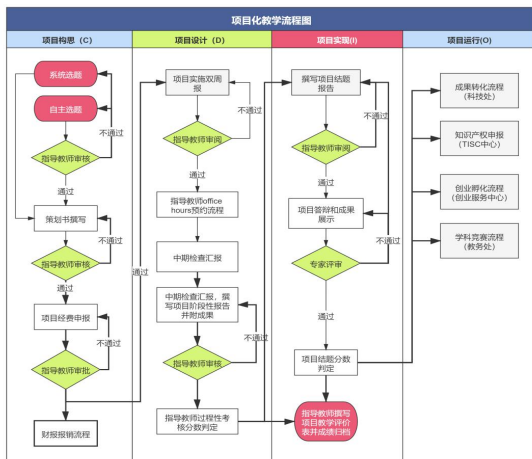 项目化教学流程图
项目构思（C）
系统选题
自主选题
不通过
指导教师审核
通过
策划书撰写
不通过
指导教师审核
通过
项目经费申报
不通过
指导教师审批
财报报销流程
项目设计（D）
项目实施双周
报
不通过
指导教师审阅
通过
指导教师office
hours预约流程
中期检查汇报
中期检查汇报，撰
写项目阶段性报告
并附成果
不通过
指导教师审核
指导教师过程性考
核分数判定
项目实现(I)
撰写项目结题
报告
不通过
指导教师审阅
通过
项目答辩和成果
展示
不通过
专家评审
通过
项目结题分数
判定
指导教师撰写
项目教学评价
表并成绩归档
项目运行(O)
成果转化流程
(科技处)
知识产权申报
(TISC中心)
创业孵化流程
(创业服务中心)
学科竞赛流程
(教务处)